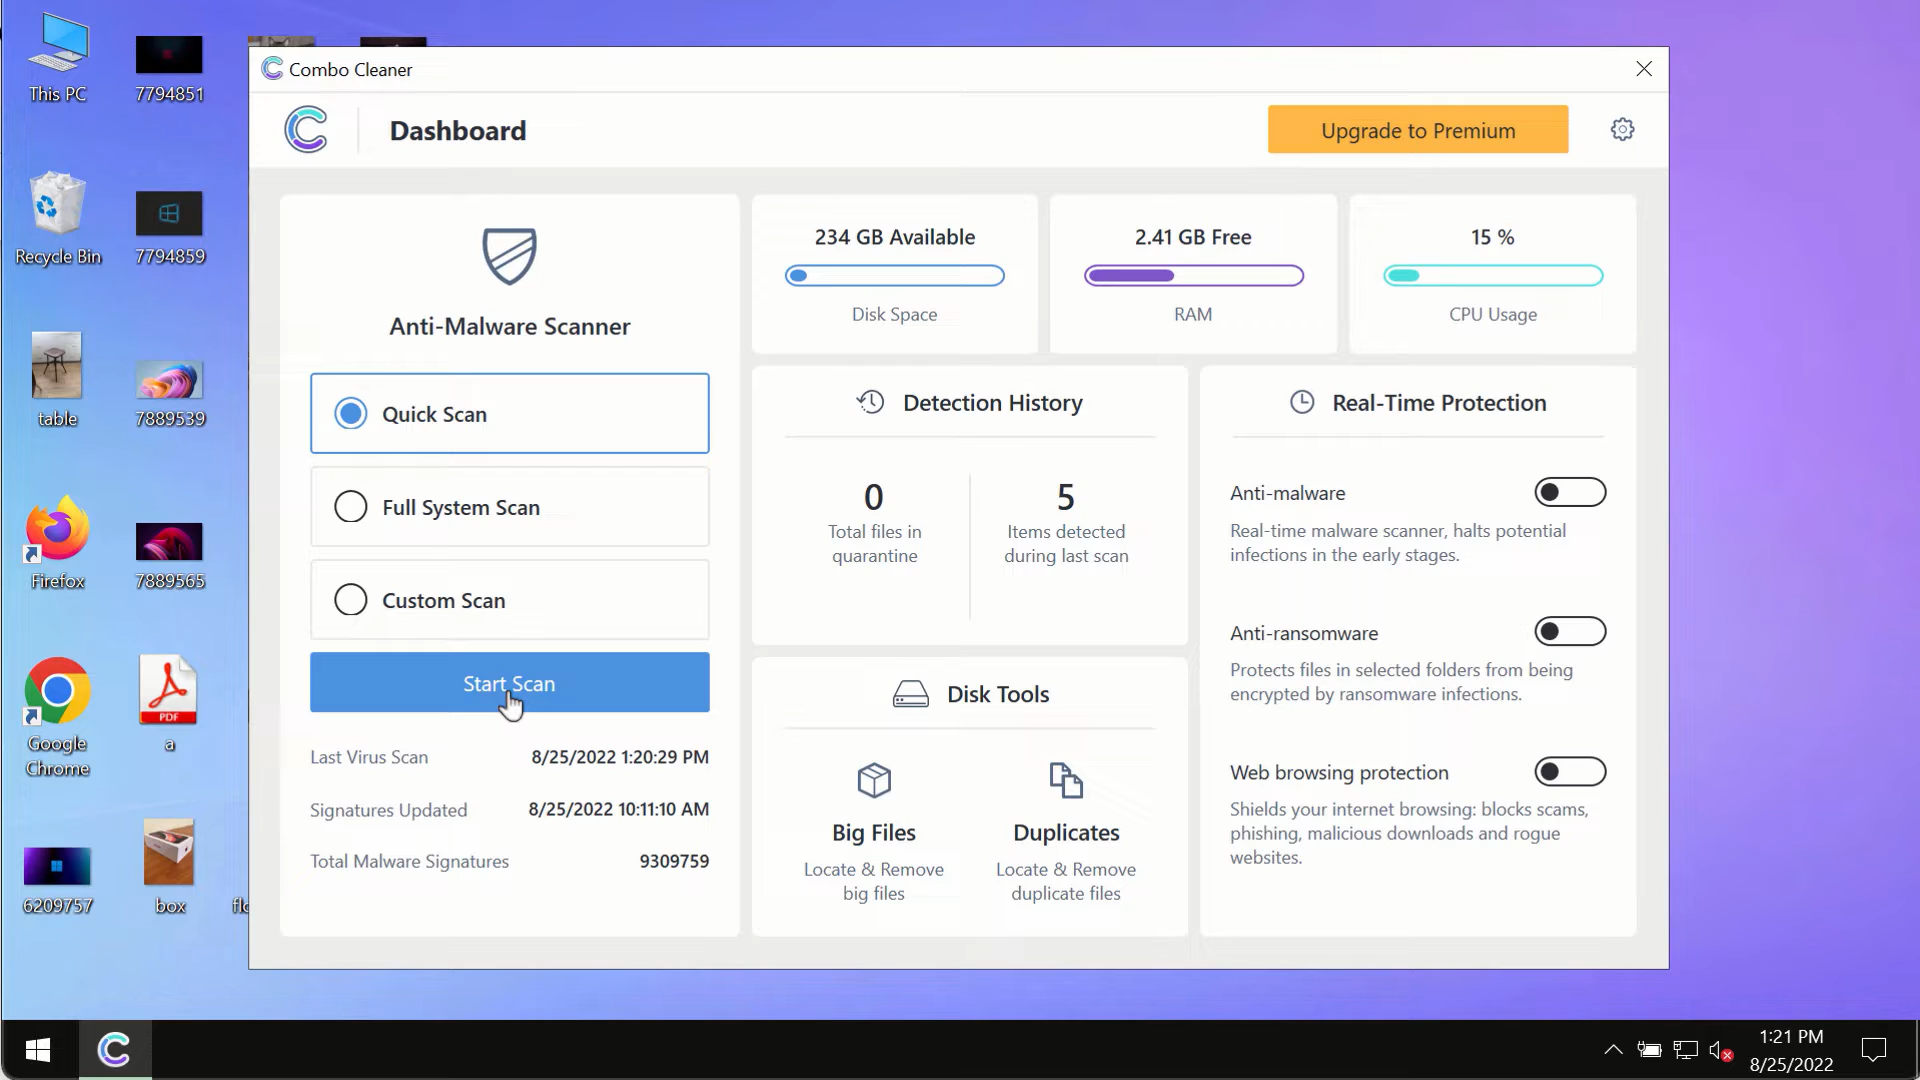 This PC
7794851
Recycle Bin
7794859
table
7889539
Firefox
7889565
Google
Chrome
PDF
a
6209757
box
Combo Cleaner
Dashboard
Upgrade to Premium
Anti-Malware Scanner
Quick Scan
Full System Scan
Custom Scan
Start Scan
Last Virus Scan 8/25/2022 1:20:29 PM
Signatures Updated 8/25/2022 10:11:10 AM
Total Malware Signatures 9309759
234 GB Available
Disk Space
2.41 GB Free
RAM
15 %
CPU Usage
Detection History
0
Total files in
quarantine
5
Items detected
during last scan
Disk Tools
Big Files
Locate & Remove
big files
Duplicates
Locate & Remove
duplicate files
Real-Time Protection
Anti-malware
Real-time malware scanner, halts potential
infections in the early stages.
Anti-ransomware
Protects files in selected folders from being
encrypted by ransomware infections.
Web browsing protection
Shields your internet browsing: blocks scams,
phishing, malicious downloads and rogue
websites.
1:21 PM
8/25/2022